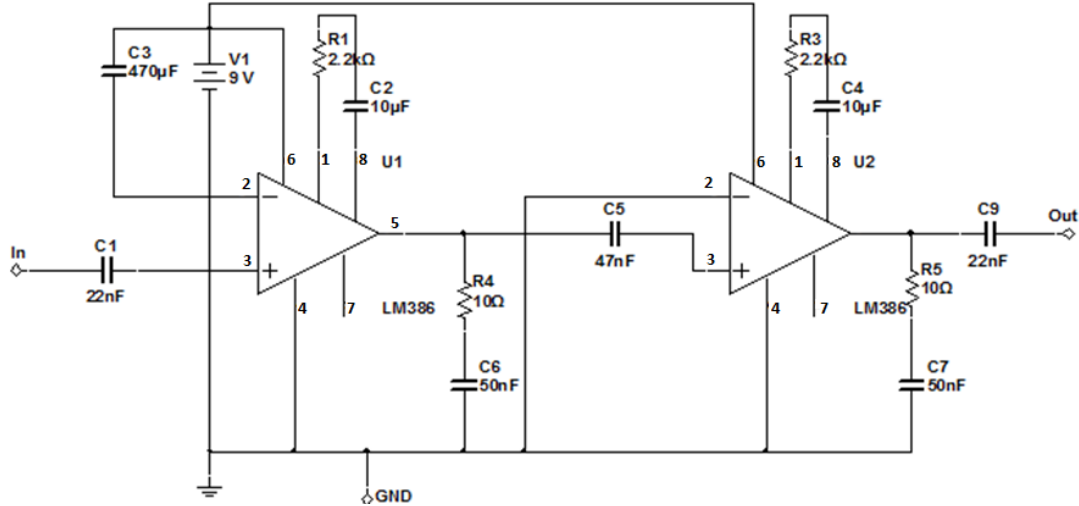 C3
470µF
V1
9 V
R1
2.2kΩ
C2
10µF
R3
2.2kΩ
C4
10µF
6
1
8
U1
6
1
8
U2
2
5
2
C5
47nF
C9
22nF
Out
In
C1
22nF
3
3
4
7
LM386
R4
10Ω
4
7
LM386
R5
10Ω
C6
50nF
C7
50nF
GND